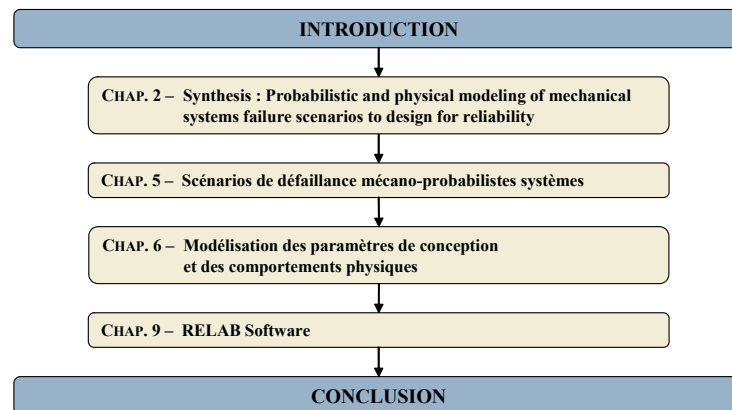 INTRODUCTION
CHAP. 2 – Synthesis : Probabilistic and physical modeling of mechanical
systems failure scenarios to design for reliability
CHAP. 5 – Scénarios de défaillance mécano-probabilistes systèmes
CHAP. 6 – Modélisation des paramètres de conception
et des comportements physiques
CHAP. 9 – RELAB Software
CONCLUSION